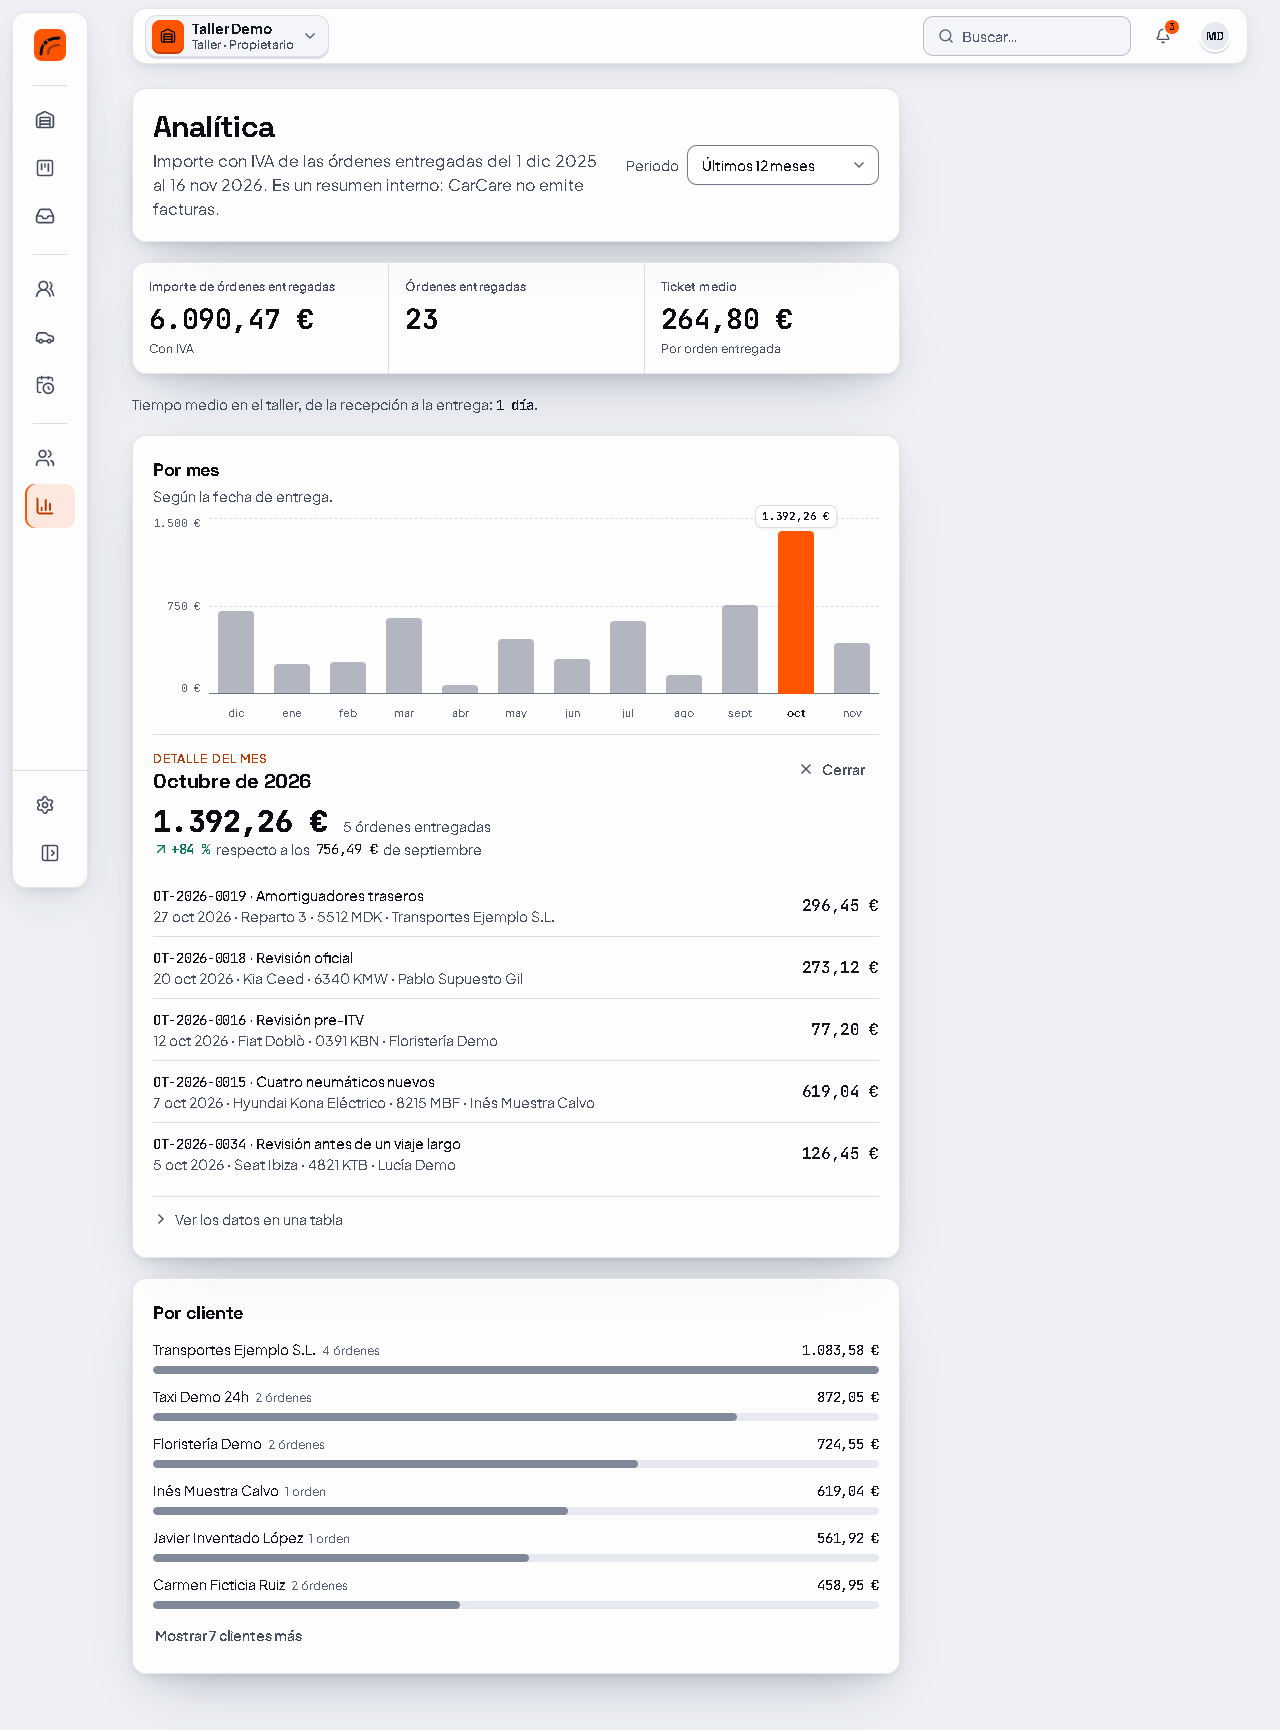 Taller Demo
Taller · Propietario
Buscar...
3
MD
Analítica
Importe con IVA de las órdenes entregadas del 1 dic 2025
al 16 nov 2026. Es un resumen interno: CarCare no emite
facturas.
Periodo
Últimos 12 meses
Importe de órdenes entregadas
6.090,47 €
Con IVA
Órdenes entregadas
23
Ticket medio
264,80 €
Por orden entregada
Tiempo medio en el taller, de la recepción a la entrega: 1 día.
Por mes
Según la fecha de entrega.
1.500 €
1.392,26 €
750 €
0 €
dic ene feb mar abr may jun jul ago sept oct nov
DETALLE DEL MES
Octubre de 2026
Cerrar
1.392,26 € 5 órdenes entregadas
+84 % respecto a los 756,49 € de septiembre
OT-2026-0019 · Amortiguadores traseros
27 oct 2026 · Reparto 3 · 5512 MDK · Transportes Ejemplo S.L.
296,45 €
OT-2026-0018 · Revisión oficial
20 oct 2026 · Kia Ceed · 6340 KMW · Pablo Supuesto Gil
273,12 €
OT-2026-0016 · Revisión pre-ITV
12 oct 2026 · Fiat Doblò · 0391 KBN · Floristería Demo
77,20 €
OT-2026-0015 · Cuatro neumáticos nuevos
7 oct 2026 · Hyundai Kona Eléctrico · 8215 MBF · Inés Muestra Calvo
619,04 €
OT-2026-0034 · Revisión antes de un viaje largo
5 oct 2026 · Seat Ibiza · 4821 KTB · Lucía Demo
126,45 €
Ver los datos en una tabla
Por cliente
Transportes Ejemplo S.L. 4 órdenes 1.083,58 €
Taxi Demo 24h 2 órdenes 872,05 €
Floristería Demo 2 órdenes 724,55 €
Inés Muestra Calvo 1 orden 619,04 €
Javier Inventado López 1 orden 561,92 €
Carmen Ficticia Ruiz 2 órdenes 458,95 €
Mostrar 7 clientes más